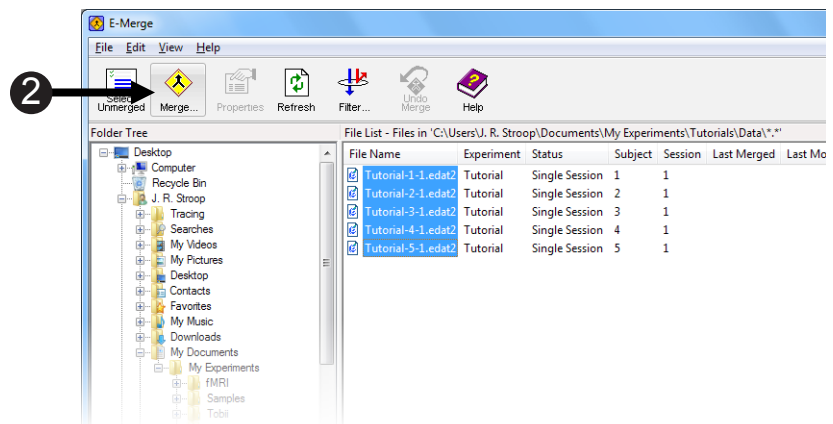 E-Merge
File Edit View Help
2
Select Unmerged
Merge...
Properties
Refresh
Filter...
Undo Merge
Help
Folder Tree
File List - Files in 'C:\Users\J. R. Stroop\Documents\My Experiments\Tutorials\Data\*.*'
Desktop
Computer
Recycle Bin
J. R. Stroop
Tracing
Searches
My Videos
My Pictures
Desktop
Contacts
Favorites
My Music
Downloads
My Documents
My Experiments
fMRI
Samples
Tobii
File Name Experiment Status Subject Session Last Merged Last Mo
Tutorial-1-1.edat2 Tutorial Single Session 1 1
Tutorial-2-1.edat2 Tutorial Single Session 2 1
Tutorial-3-1.edat2 Tutorial Single Session 3 1
Tutorial-4-1.edat2 Tutorial Single Session 4 1
Tutorial-5-1.edat2 Tutorial Single Session 5 1